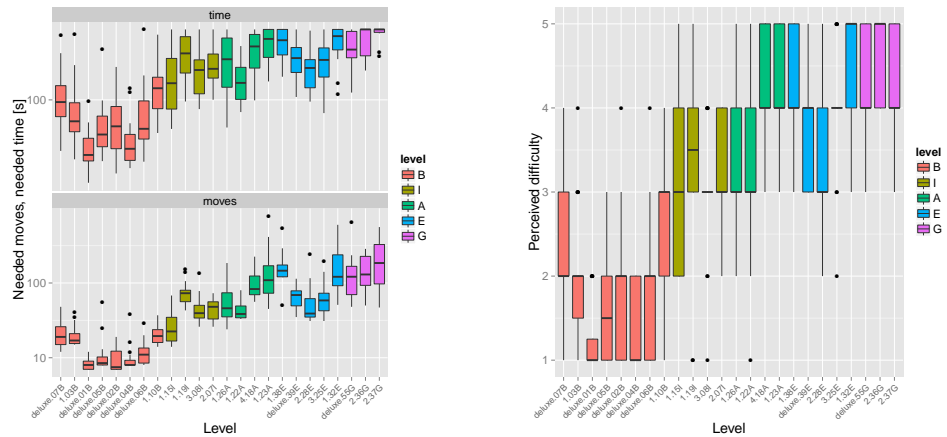 time
100
moves
100
10
Needed moves, needed time [s]
deluxe.07B
1.03B
deluxe.01B
deluxe.05B
deluxe.02B
deluxe.04B
deluxe.06B
1.10B
1.15I
1.19I
3.08I
2.07I
1.26A
1.22A
4.18A
1.23A
1.38E
deluxe.39E
2.28E
3.25E
1.32E
deluxe.55G
2.36G
2.37G
Level
level
B
I
A
E
G
5
4
3
2
1
Perceived difficulty
deluxe.07B
1.03B
deluxe.01B
deluxe.05B
deluxe.02B
deluxe.04B
deluxe.06B
1.10B
1.15I
1.19I
3.08I
2.07I
1.26A
1.22A
4.18A
1.23A
1.38E
deluxe.39E
2.28E
3.25E
1.32E
deluxe.55G
2.36G
2.37G
Level
level
B
I
A
E
G